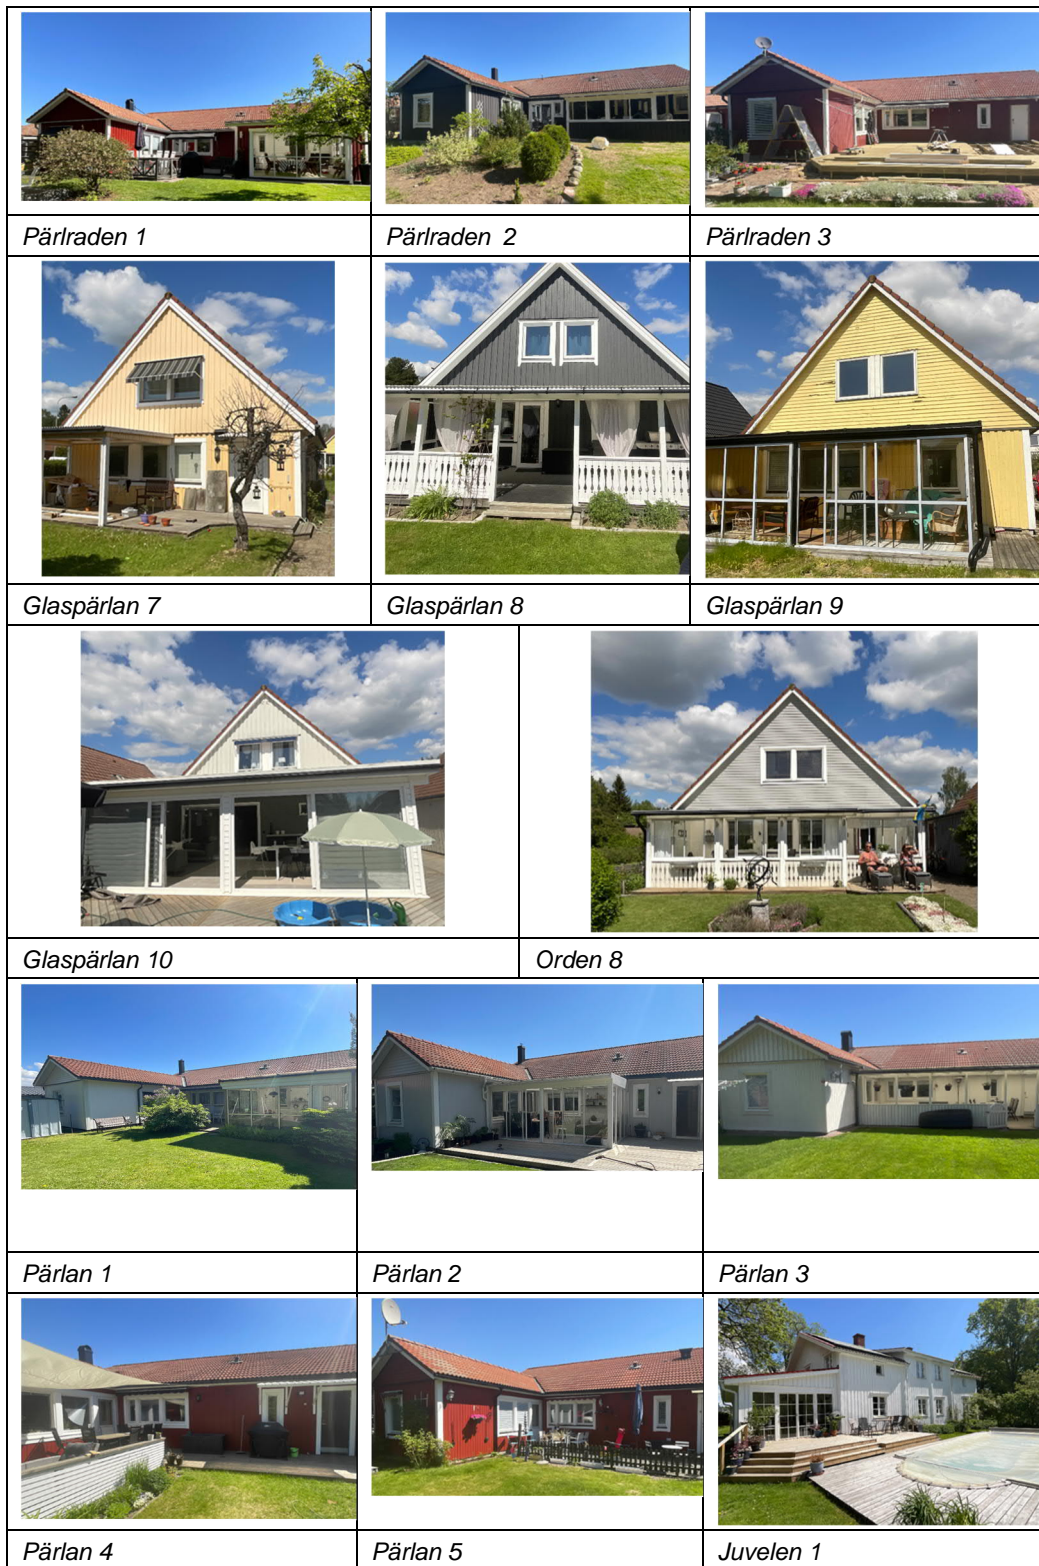 Pärlraden 1
Pärlraden 2
Pärlraden 3
Glaspärlan 7
Glaspärlan 8
Glaspärlan 9
Glaspärlan 10
Orden 8
Pärlan 1
Pärlan 2
Pärlan 3
Pärlan 4
Pärlan 5
Juvelen 1